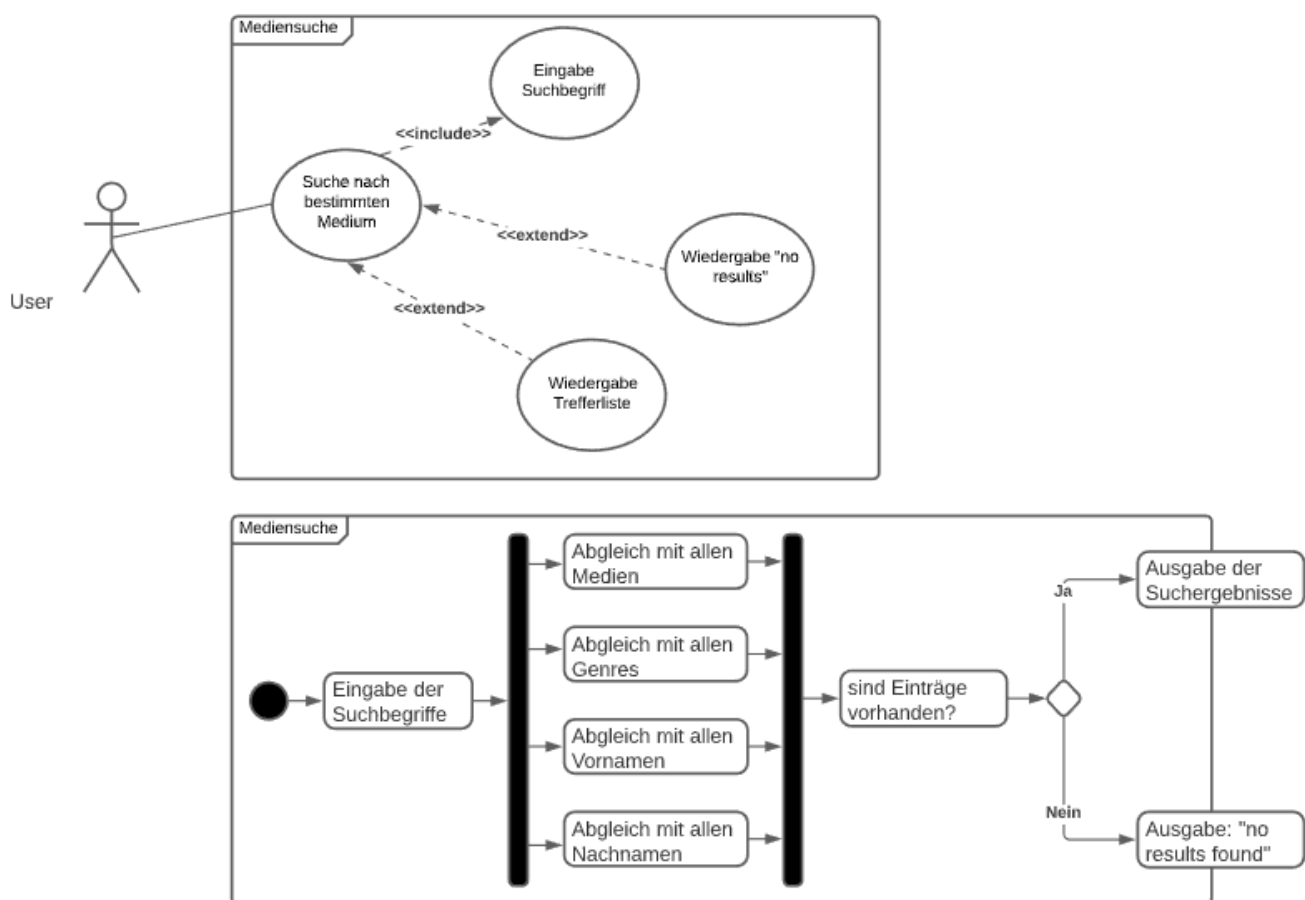 Mediensuche
Eingabe
Suchbegriff
<<include>>
Suche nach
bestimmten
Medium
<<extend>>
Wiedergabe "no
results"
User
<<extend>>
Wiedergabe
Trefferliste
Mediensuche
Abgleich mit allen
Medien
Ausgabe der
Suchergebnisse
Ja
Abgleich mit allen
Genres
Eingabe der
Suchbegriffe
sind Einträge
vorhanden?
Abgleich mit allen
Vornamen
Nein
Abgleich mit allen
Nachnamen
Ausgabe: "no
results found"